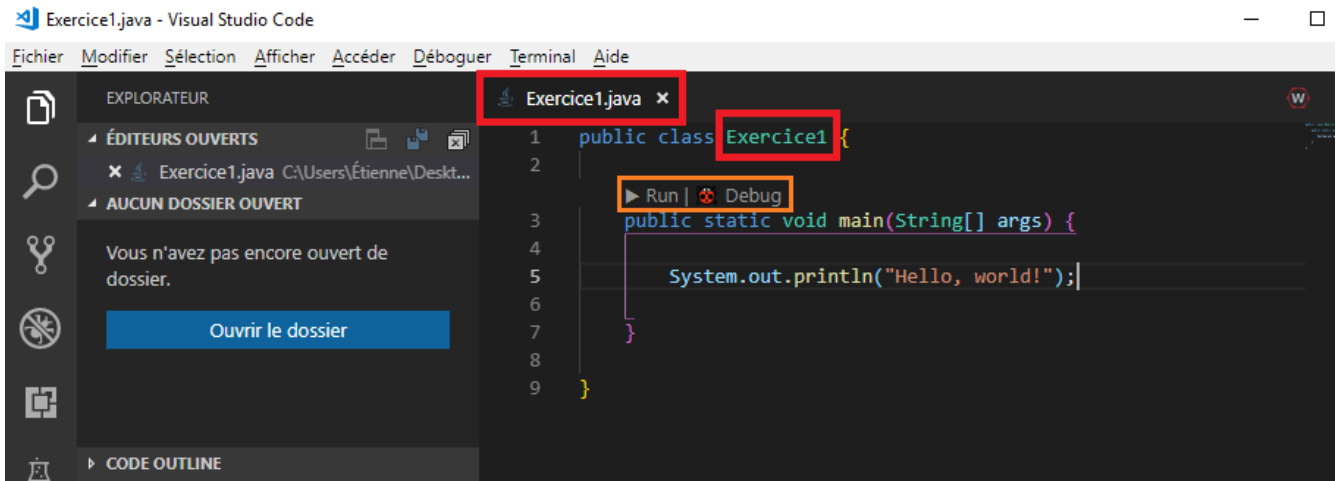 Exercice1.java - Visual Studio Code
Fichier Modifier Sélection Afficher Accéder Déboguer Terminal Aide
EXPLORATEUR
ÉDITEURS OUVERTS
Exercice1.java C:\Users\Étienne\Deskt...
AUCUN DOSSIER OUVERT
Vous n'avez pas encore ouvert de
dossier.
Ouvrir le dossier
CODE OUTLINE
Exercice1.java
W
1 public class Exercice1 {
2
Run | Debug
3 public static void main(String[] args) {
4
5 System.out.println("Hello, world!");
6
7 }
8
9 }